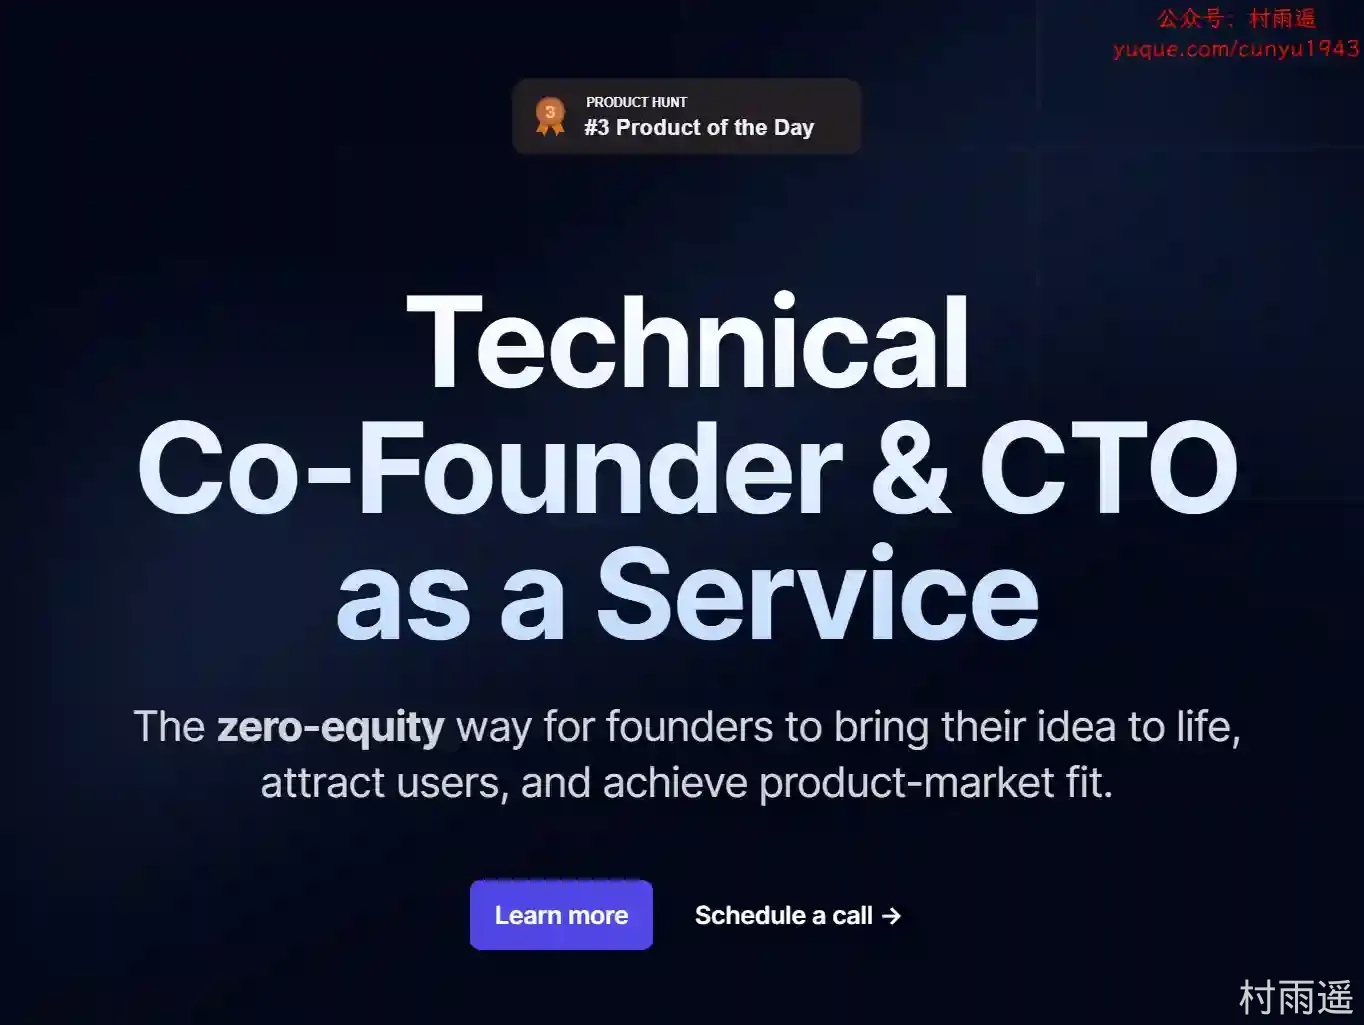 公众号：村雨遥
yuque.com/cunyu1943
3
PRODUCT HUNT
#3 Product of the Day
Technical
Co-Founder & CTO
as a Service
The zero-equity way for founders to bring their idea to life,
attract users, and achieve product-market fit.
Learn more
Schedule a call →
村雨遥